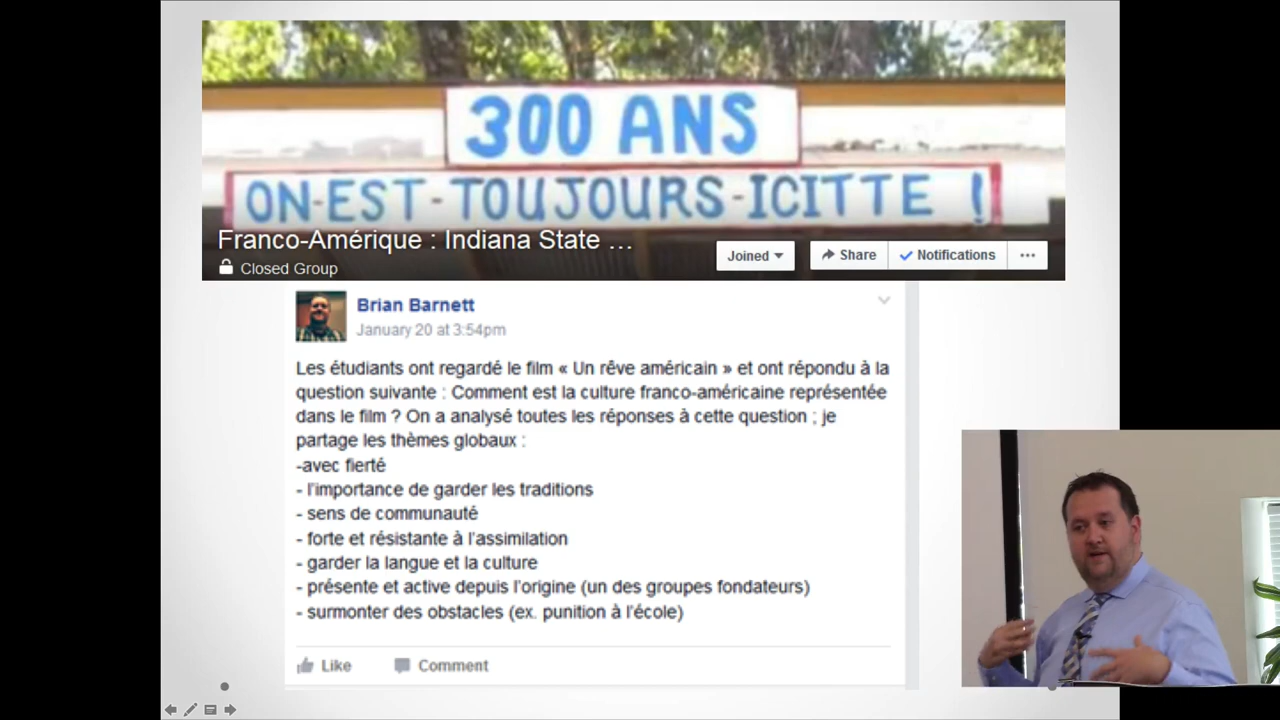 300 ANS
ON-EST-TOUJOURS-ICITTE !
Franco-Amérique : Indiana State ...
Closed Group
Joined
Share
Notifications
Brian Barnett
January 20 at 3:54pm
Les étudiants ont regardé le film « Un rêve américain » et ont répondu à la
question suivante : Comment est la culture franco-américaine représentée
dans le film ? On a analysé toutes les réponses à cette question ; je
partage les thèmes globaux :
-avec fierté
- l'importance de garder les traditions
- sens de communauté
- forte et résistante à l'assimilation
- garder la langue et la culture
- présente et active depuis l'origine (un des groupes fondateurs)
- surmonter des obstacles (ex. punition à l'école)
Like
Comment